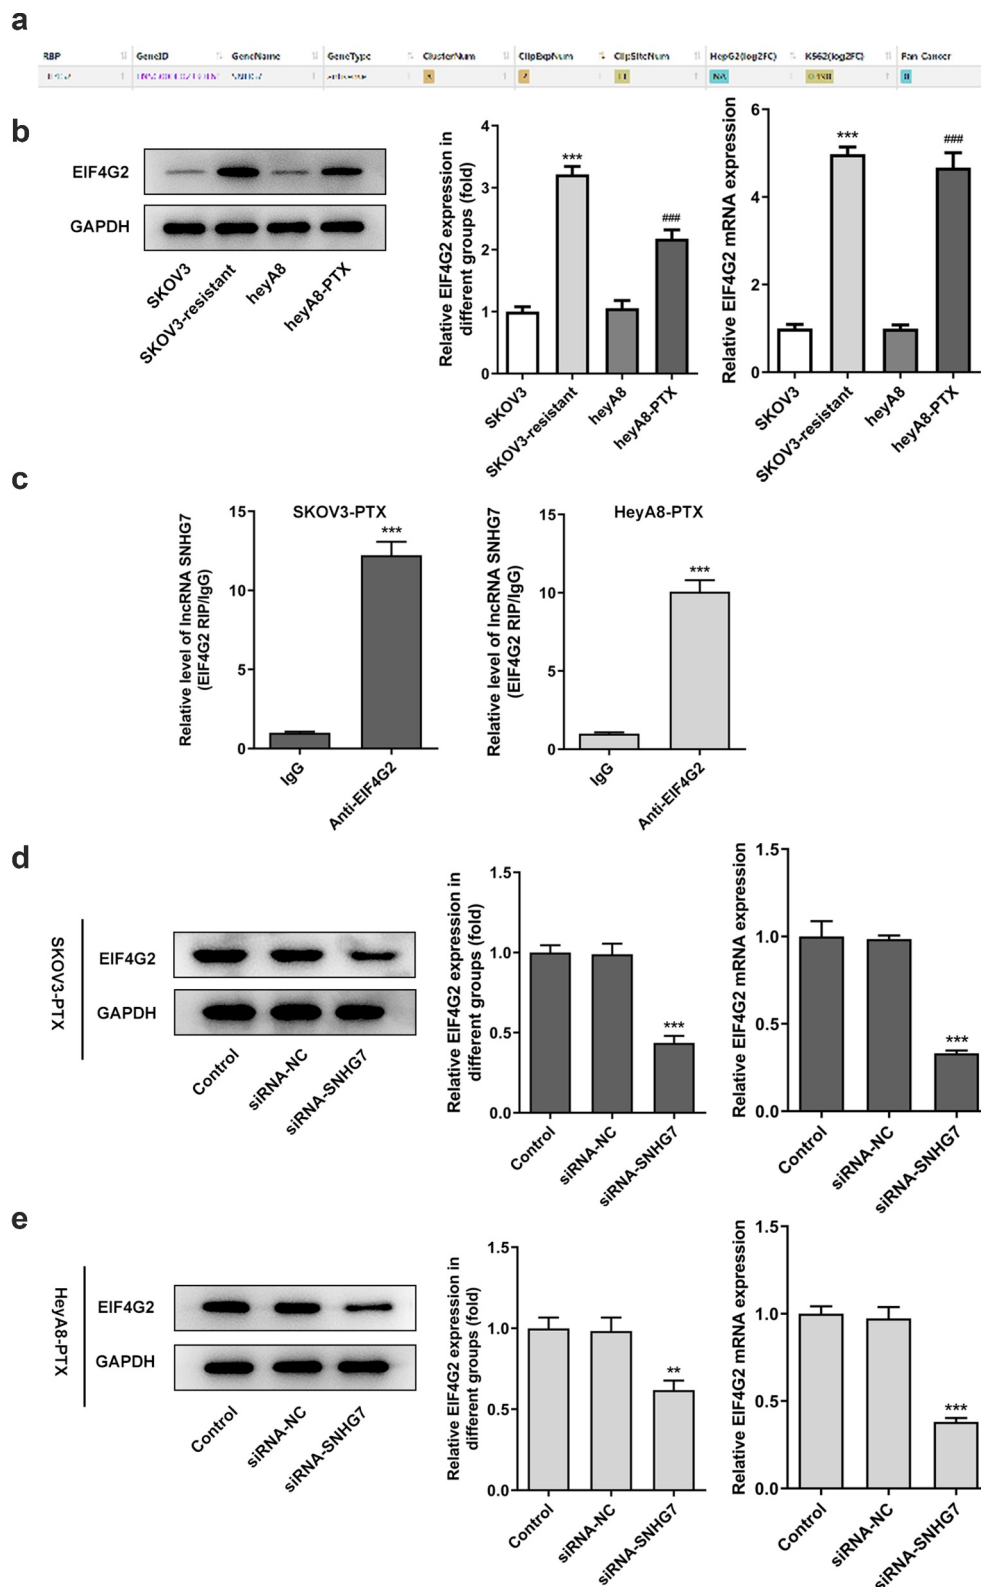 a
RBP GeneID GeneName GeneType ClusterNum ClipExpNum ClipSiteNum HepG2(log2FC) K562(log2FC) Pan-Cancer
SNHG7 antisense 3 2 11 NA 0
b
EIF4G2
GAPDH
SKOV3
SKOV3-resistant
heyA8
heyA8-PTX
Relative EIF4G2 expression in
different groups (fold)
4
3
2
1
0
***
###
SKOV3
SKOV3-resistant
heyA8
heyA8-PTX
Relative EIF4G2 mRNA expression
6
4
2
0
***
###
SKOV3
SKOV3-resistant
heyA8
heyA8-PTX
c
SKOV3-PTX
Relative level of lncRNA SNHG7
(EIF4G2 RIP/IgG)
15
10
5
0
***
IgG
Anti-EIF4G2
HeyA8-PTX
Relative level of lncRNA SNHG7
(EIF4G2 RIP/IgG)
15
10
5
0
***
IgG
Anti-EIF4G2
d
SKOV3-PTX
EIF4G2
GAPDH
Control
siRNA-NC
siRNA-SNHG7
Relative EIF4G2 expression in
different groups (fold)
1.5
1.0
0.5
0.0
***
Control
siRNA-NC
siRNA-SNHG7
Relative EIF4G2 mRNA expression
1.5
1.0
0.5
0.0
***
Control
siRNA-NC
siRNA-SNHG7
e
HeyA8-PTX
EIF4G2
GAPDH
Control
siRNA-NC
siRNA-SNHG7
Relative EIF4G2 expression in
different groups (fold)
1.5
1.0
0.5
0.0
**
Control
siRNA-NC
siRNA-SNHG7
Relative EIF4G2 mRNA expression
1.5
1.0
0.5
0.0
***
Control
siRNA-NC
siRNA-SNHG7